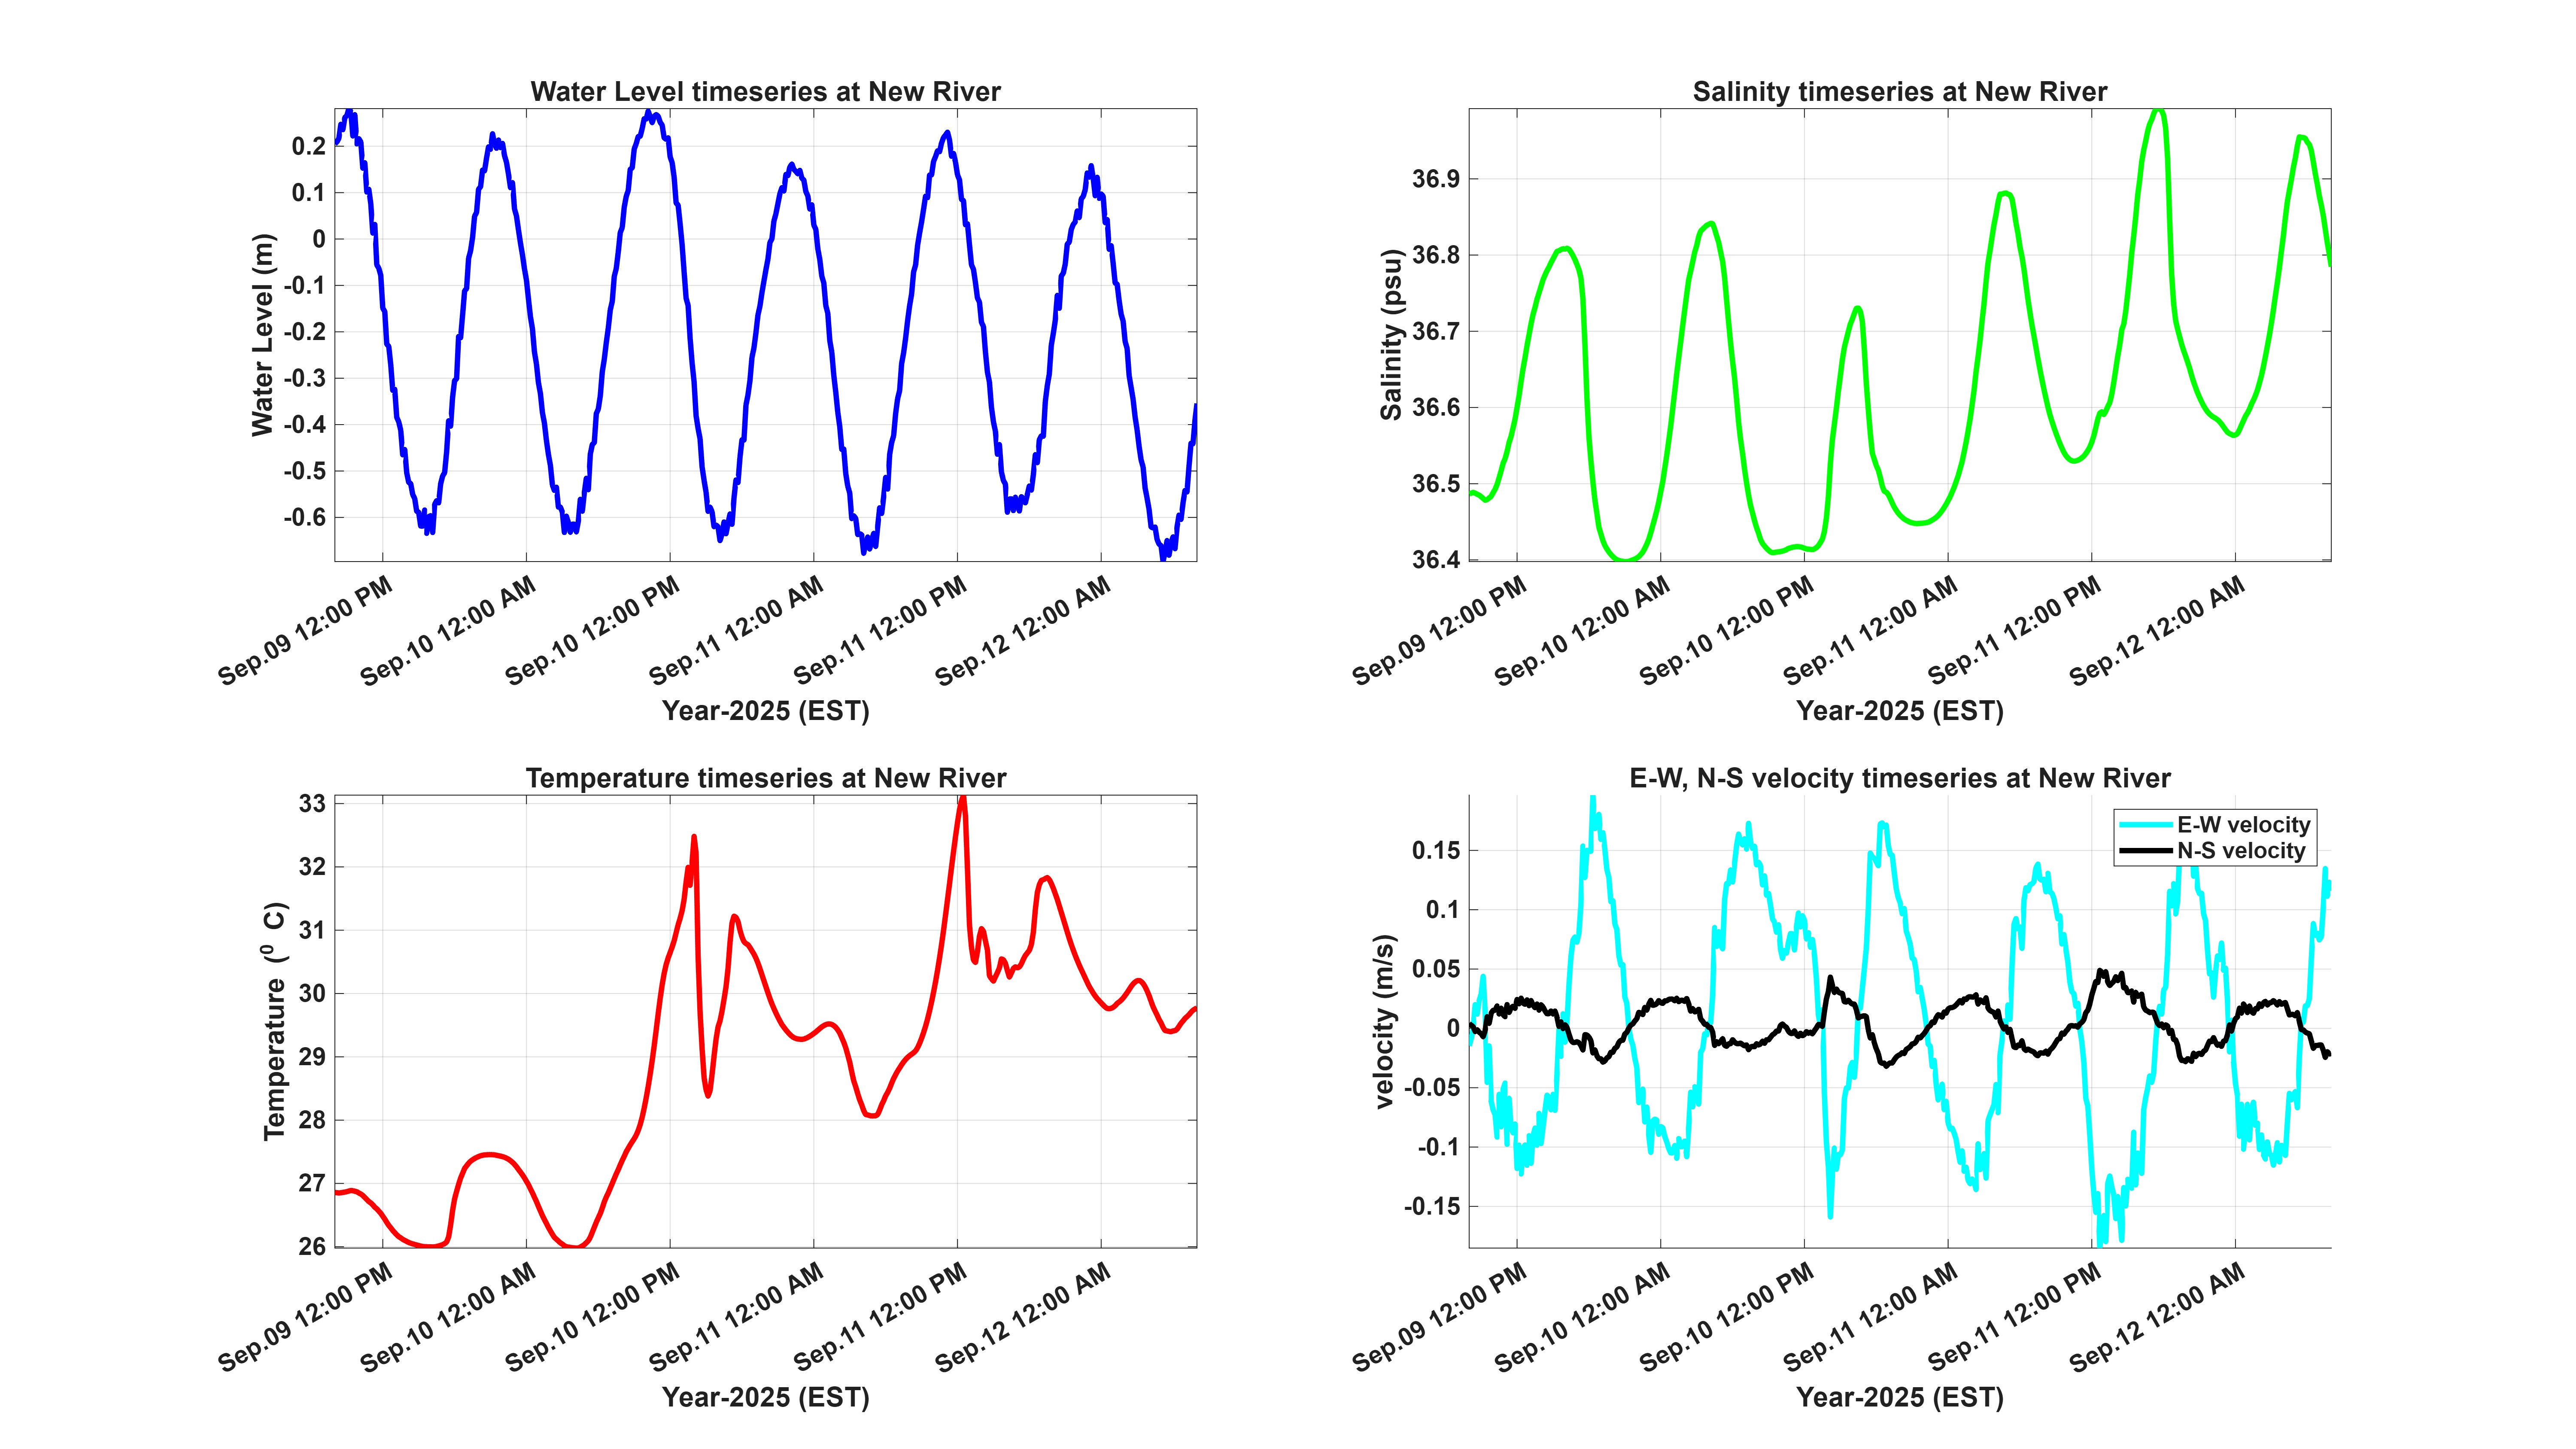 Water Level timeseries at New River
Water Level (m)
0.2
0.1
0
-0.1
-0.2
-0.3
-0.4
-0.5
-0.6
Sep.09 12:00 PM
Sep.10 12:00 AM
Sep.10 12:00 PM
Sep.11 12:00 AM
Sep.11 12:00 PM
Sep.12 12:00 AM
Year-2025 (EST)
Salinity timeseries at New River
Salinity (psu)
36.9
36.8
36.7
36.6
36.5
36.4
Sep.09 12:00 PM
Sep.10 12:00 AM
Sep.10 12:00 PM
Sep.11 12:00 AM
Sep.11 12:00 PM
Sep.12 12:00 AM
Year-2025 (EST)
Temperature timeseries at New River
Temperature (⁰ C)
33
32
31
30
29
28
27
26
Sep.09 12:00 PM
Sep.10 12:00 AM
Sep.10 12:00 PM
Sep.11 12:00 AM
Sep.11 12:00 PM
Sep.12 12:00 AM
Year-2025 (EST)
E-W, N-S velocity timeseries at New River
velocity (m/s)
E-W velocity
N-S velocity
0.15
0.1
0.05
0
-0.05
-0.1
-0.15
Sep.09 12:00 PM
Sep.10 12:00 AM
Sep.10 12:00 PM
Sep.11 12:00 AM
Sep.11 12:00 PM
Sep.12 12:00 AM
Year-2025 (EST)